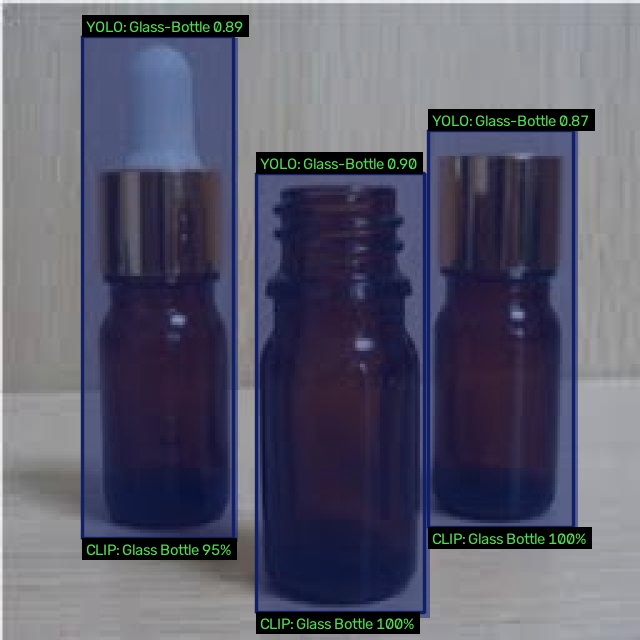 YOLO: Glass-Bottle 0.89
YOLO: Glass-Bottle 0.90
YOLO: Glass-Bottle 0.87
CLIP: Glass Bottle 95%
CLIP: Glass Bottle 100%
CLIP: Glass Bottle 100%